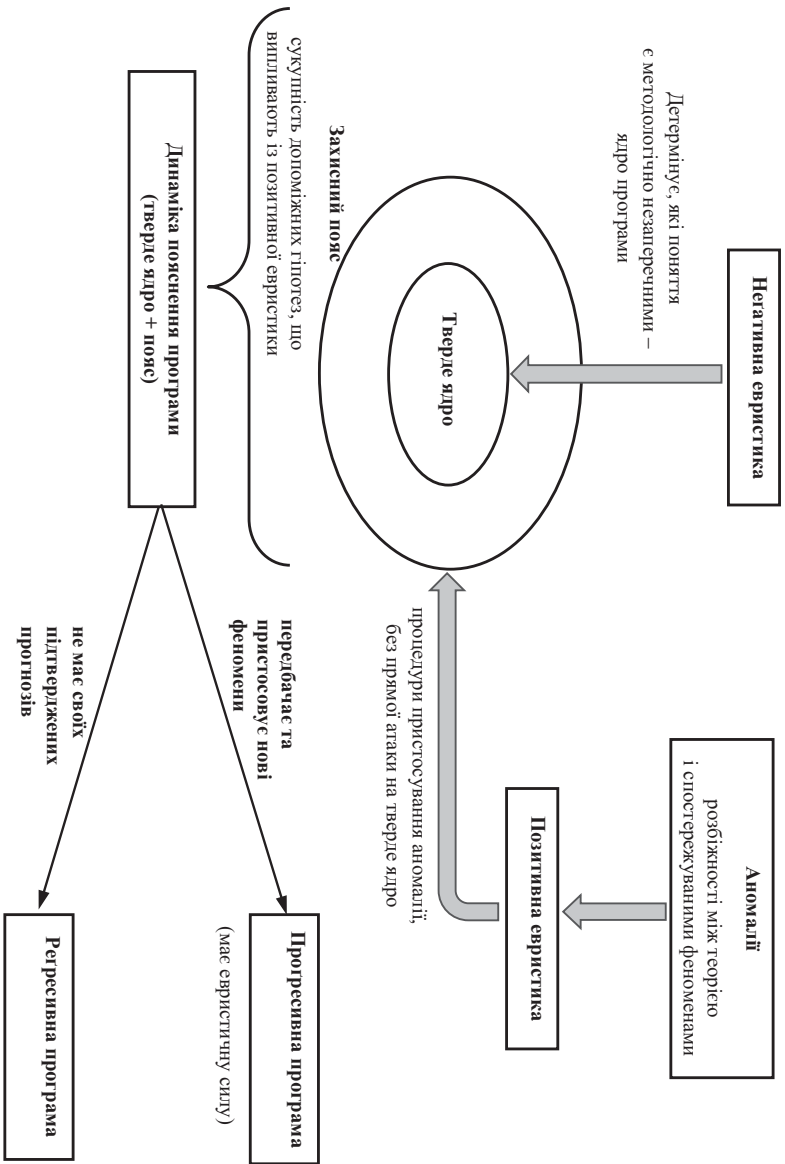 Негативна евристика
Детермінує, які поняття
є методологічно незаперечними –
ядро програми
Аномалії
розбіжності між теорією
і спостережуваними феноменами
Позитивна евристика
процедури пристосування аномалії,
без прямої атаки на тверде ядро
Тверде ядро
Захисний пояс
сукупність допоміжних гіпотез, що
випливають із позитивної евристики
Динаміка пояснення програми
(тверде ядро + пояс)
передбачає та
пристосовує нові
феномени
Проґресивна програма
(має евристичну силу)
не має своїх
підтверджених
прогнозів
Реґресивна програма